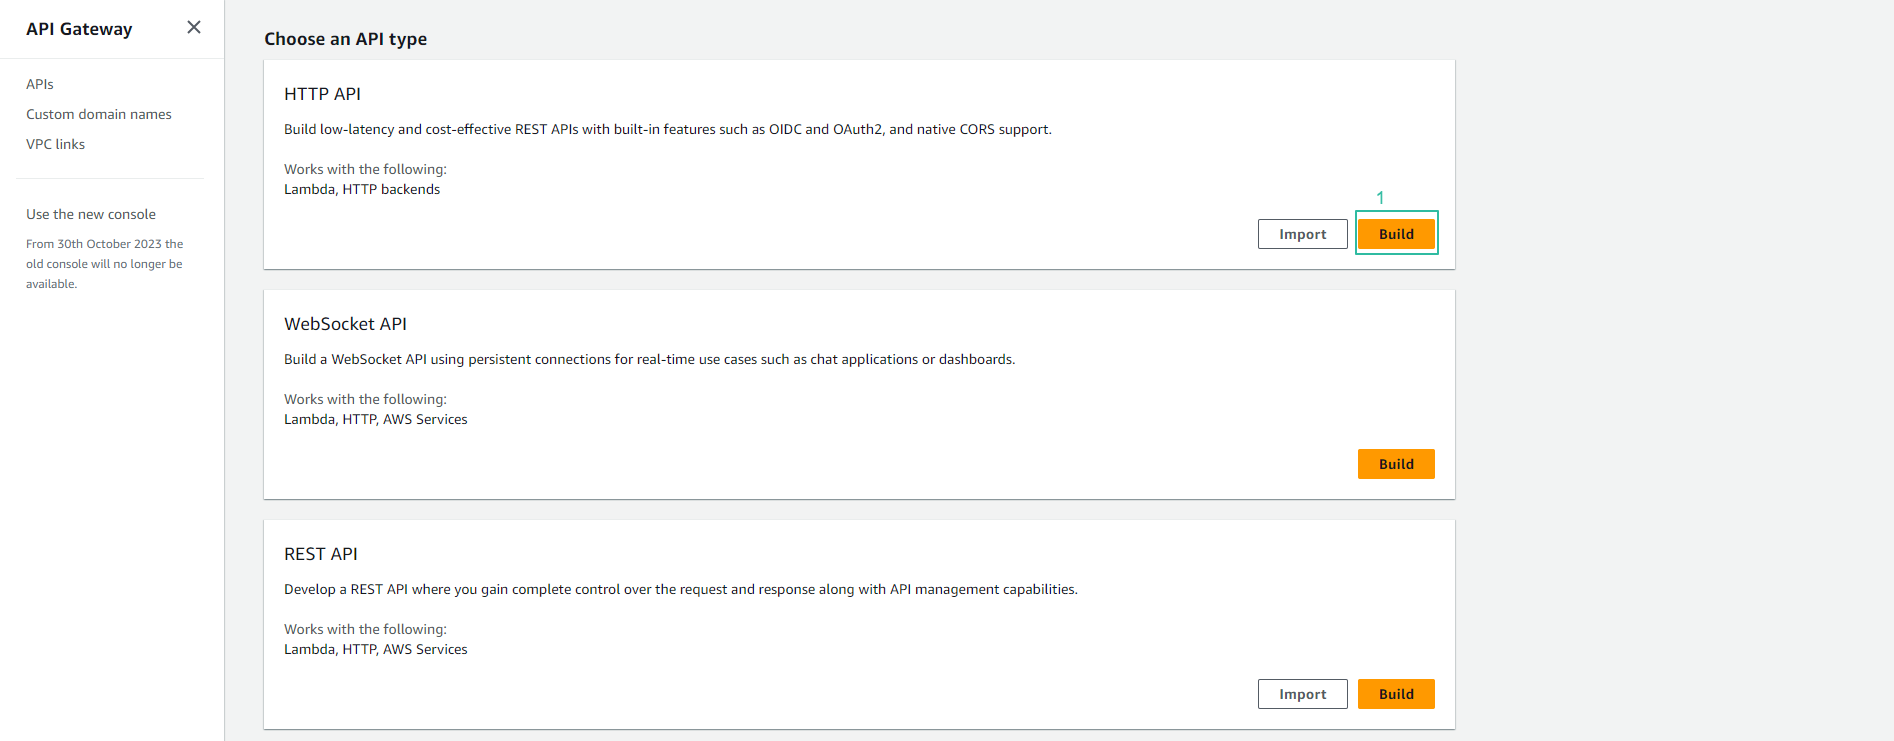 API Gateway
APIs
Custom domain names
VPC links
Use the new console
From 30th October 2023 the
old console will no longer be
available.
Choose an API type
HTTP API
Build low-latency and cost-effective REST APIs with built-in features such as OIDC and OAuth2, and native CORS support.
Works with the following:
Lambda, HTTP backends
1
Import
Build
WebSocket API
Build a WebSocket API using persistent connections for real-time use cases such as chat applications or dashboards.
Works with the following:
Lambda, HTTP, AWS Services
Build
REST API
Develop a REST API where you gain complete control over the request and response along with API management capabilities.
Works with the following:
Lambda, HTTP, AWS Services
Import
Build